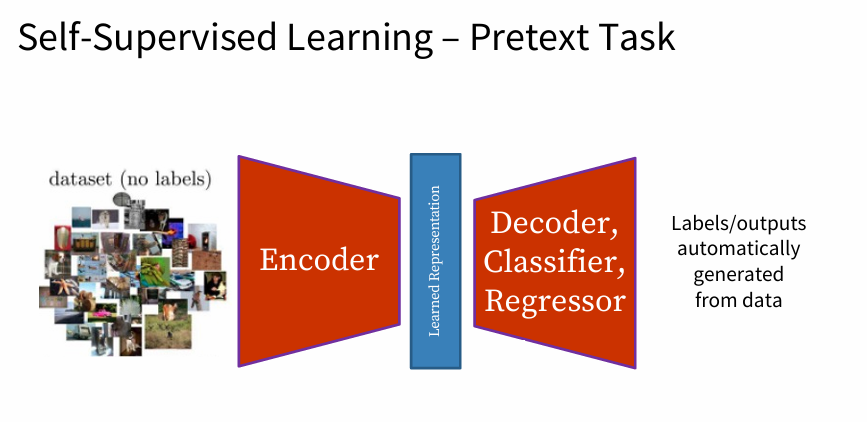 Self-Supervised Learning – Pretext Task
dataset (no labels)
Encoder
Learned Representation
Decoder,
Classifier,
Regressor
Labels/outputs
automatically
generated
from data